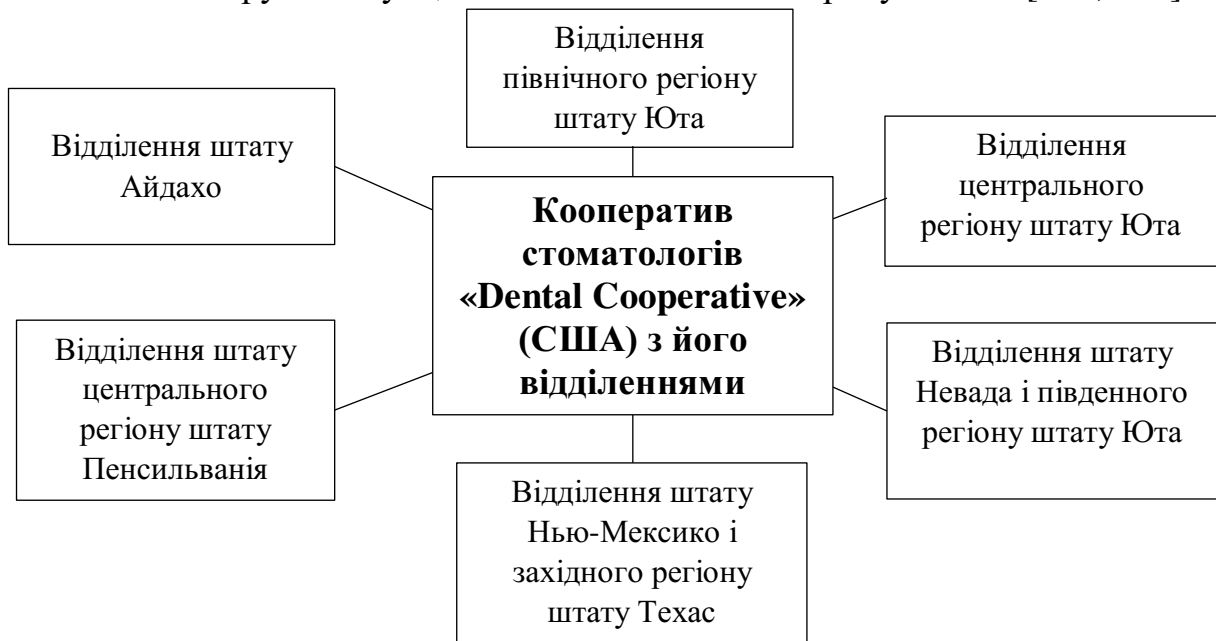 Відділення
північного регіону
штату Юта
Відділення штату
Айдахо
Відділення
центрального
регіону штату Юта
Кооператив
стоматологів
«Dental Cooperative»
(США) з його
відділеннями
Відділення штату
центрального
регіону штату
Пенсильванія
Відділення штату
Невада і південного
регіону штату Юта
Відділення штату
Нью-Мексико і
західного регіону
штату Техас